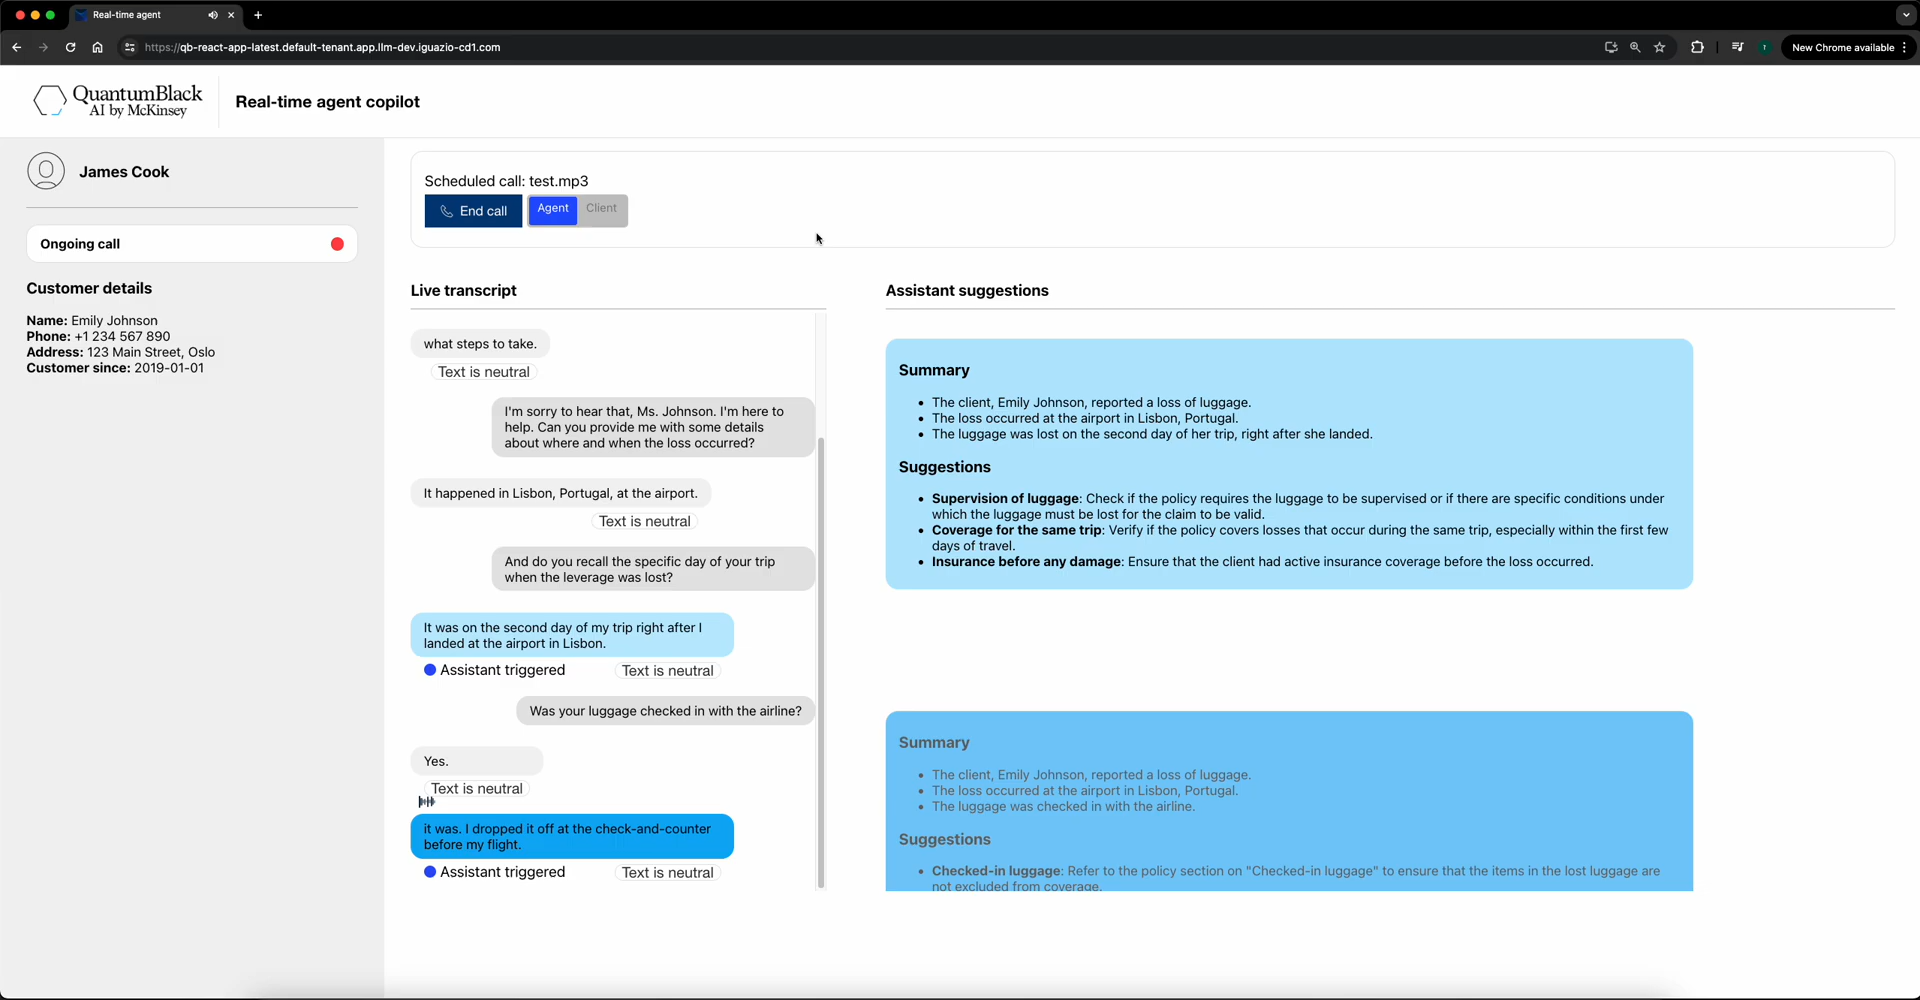 Real-time agent
https://qb-react-app-latest.default-tenant.app.llm-dev.iguazio-cd1.com
New Chrome available
QuantumBlack
AI by McKinsey
Real-time agent copilot
James Cook
Ongoing call
Customer details
Name: Emily Johnson
Phone: +1 234 567 890
Address: 123 Main Street, Oslo
Customer since: 2019-01-01
Scheduled call: test.mp3
End call
Agent
Client
Live transcript
what steps to take.
Text is neutral
I'm sorry to hear that, Ms. Johnson. I'm here to
help. Can you provide me with some details
about where and when the loss occurred?
It happened in Lisbon, Portugal, at the airport.
Text is neutral
And do you recall the specific day of your trip
when the leverage was lost?
It was on the second day of my trip right after I
landed at the airport in Lisbon.
Assistant triggered
Text is neutral
Was your luggage checked in with the airline?
Yes.
Text is neutral
it was. I dropped it off at the check-and-counter
before my flight.
Assistant triggered
Text is neutral
Assistant suggestions
Summary
• The client, Emily Johnson, reported a loss of luggage.
• The loss occurred at the airport in Lisbon, Portugal.
• The luggage was lost on the second day of her trip, right after she landed.
Suggestions
• Supervision of luggage: Check if the policy requires the luggage to be supervised or if there are specific conditions under
which the luggage must be lost for the claim to be valid.
• Coverage for the same trip: Verify if the policy covers losses that occur during the same trip, especially within the first few
days of travel.
• Insurance before any damage: Ensure that the client had active insurance coverage before the loss occurred.
Summary
• The client, Emily Johnson, reported a loss of luggage.
• The loss occurred at the airport in Lisbon, Portugal.
• The luggage was checked in with the airline.
Suggestions
• Checked-in luggage: Refer to the policy section on "Checked-in luggage" to ensure that the items in the lost luggage are
not excluded from coverage.